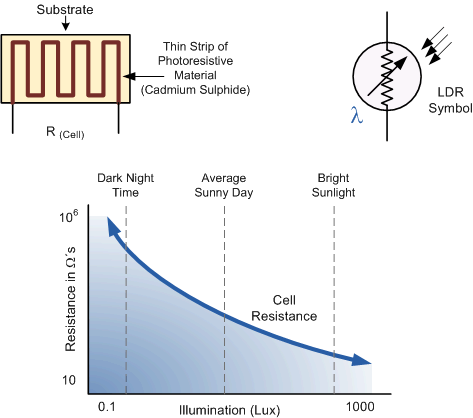 Substrate
Thin Strip of
Photoresistive
Material
(Cadmium Sulphide)
R (Cell)
λ
LDR
Symbol
Dark Night
Time
Average
Sunny Day
Bright
Sunlight
10⁶
Resistance in Ω´s
Cell
Resistance
10
0.1
Illumination (Lux)
1000